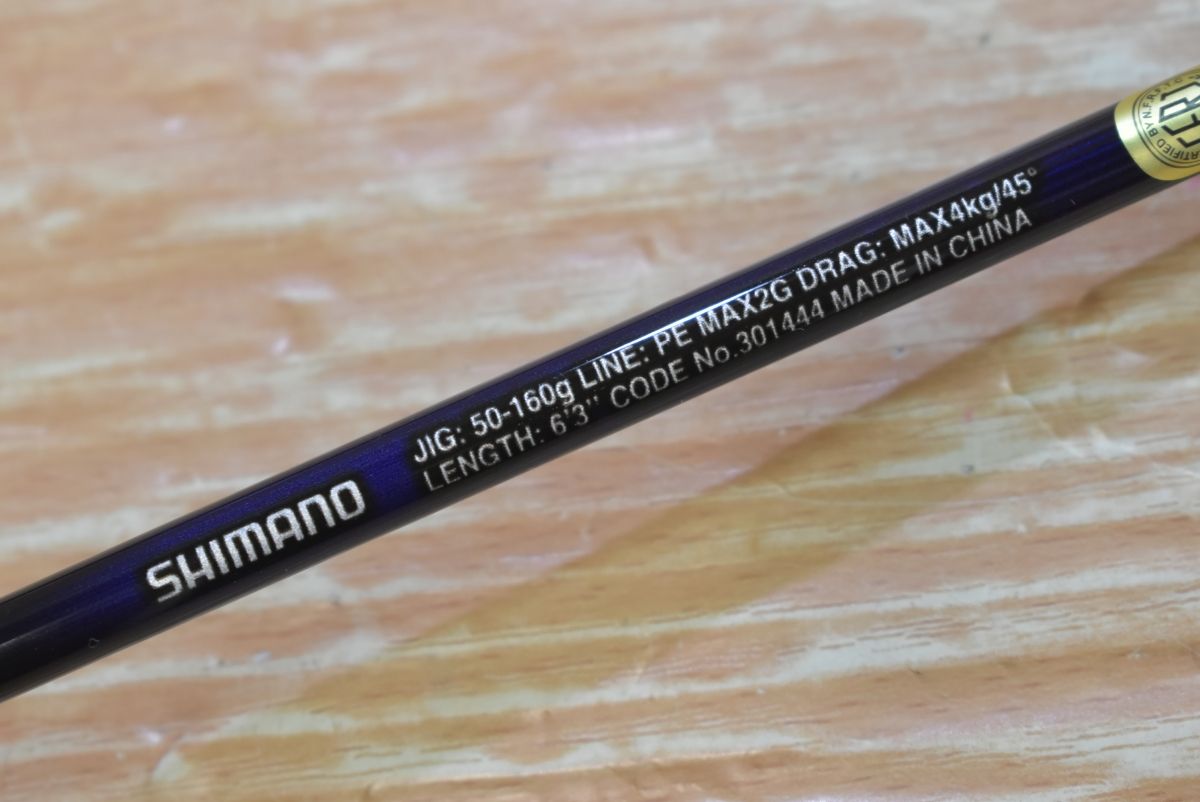 SHIMANO
JIG: 50-160g LINE: PE MAX2G DRAG: MAX4kg/45°
LENGTH: 6'3" CODE No.301444 MADE IN CHINA
BY N.F.R.F.T.C